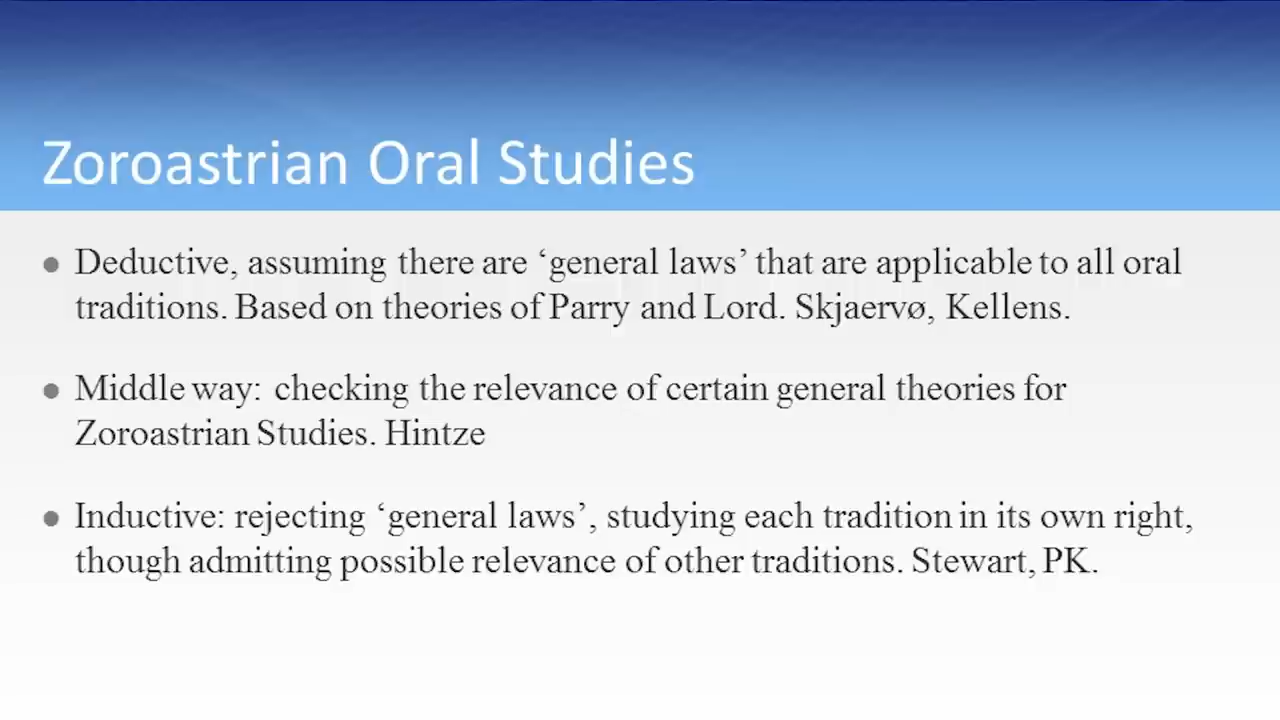 Zoroastrian Oral Studies
• Deductive, assuming there are ‘general laws’ that are applicable to all oral
traditions. Based on theories of Parry and Lord. Skjaervø, Kellens.
• Middle way: checking the relevance of certain general theories for
Zoroastrian Studies. Hintze
• Inductive: rejecting ‘general laws’, studying each tradition in its own right,
though admitting possible relevance of other traditions. Stewart, PK.